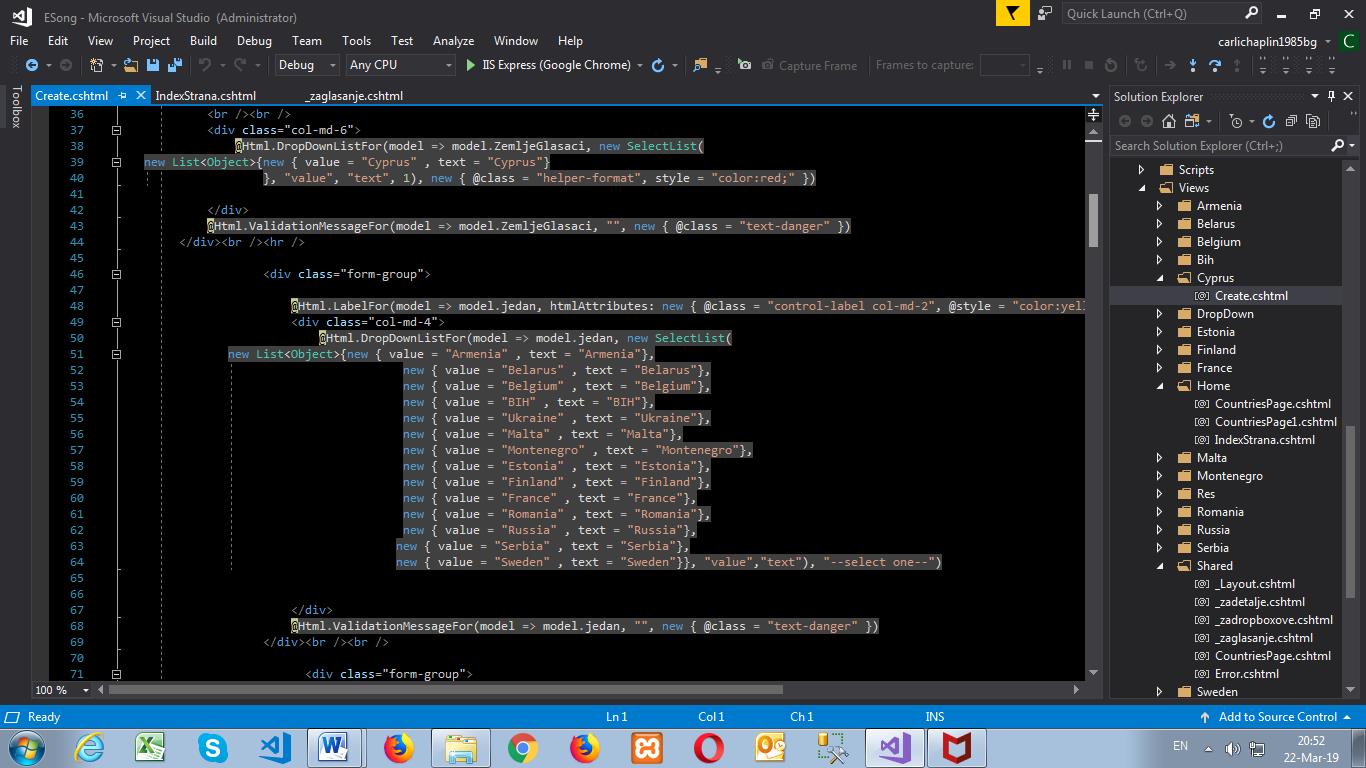 ESong - Microsoft Visual Studio (Administrator)
Quick Launch (Ctrl+Q)
File Edit View Project Build Debug Team Tools Test Analyze Window Help
carlichaplin1985bg
C
Debug Any CPU IIS Express (Google Chrome) Capture Frame Frames to capture:
Toolbox
Create.cshtml IndexStrana.cshtml _zaglasanje.cshtml
36 <br /><br />
37 <div class="col-md-6">
38 @Html.DropDownListFor(model => model.ZemljeGlasaci, new SelectList(
39 new List<Object>{new { value = "Cyprus" , text = "Cyprus"}
40 }, "value", "text", 1), new { @class = "helper-format", style = "color:red;" })
41
42 </div>
43 @Html.ValidationMessageFor(model => model.ZemljeGlasaci, "", new { @class = "text-danger" })
44 </div><br /><hr />
45
46 <div class="form-group">
47
48 @Html.LabelFor(model => model.jedan, htmlAttributes: new { @class = "control-label col-md-2", @style = "color:yell
49 <div class="col-md-4">
50 @Html.DropDownListFor(model => model.jedan, new SelectList(
51 new List<Object>{new { value = "Armenia" , text = "Armenia"},
52 new { value = "Belarus" , text = "Belarus"},
53 new { value = "Belgium" , text = "Belgium"},
54 new { value = "BIH" , text = "BIH"},
55 new { value = "Ukraine" , text = "Ukraine"},
56 new { value = "Malta" , text = "Malta"},
57 new { value = "Montenegro" , text = "Montenegro"},
58 new { value = "Estonia" , text = "Estonia"},
59 new { value = "Finland" , text = "Finland"},
60 new { value = "France" , text = "France"},
61 new { value = "Romania" , text = "Romania"},
62 new { value = "Russia" , text = "Russia"},
63 new { value = "Serbia" , text = "Serbia"},
64 new { value = "Sweden" , text = "Sweden"}}, "value","text"), "--select one--")
65
66
67 </div>
68 @Html.ValidationMessageFor(model => model.jedan, "", new { @class = "text-danger" })
69 </div><br /><br />
70
71 <div class="form-group">
100 %
Solution Explorer
Search Solution Explorer (Ctrl+;)
Scripts
Views
Armenia
Belarus
Belgium
Bih
Cyprus
Create.cshtml
DropDown
Estonia
Finland
France
Home
CountriesPage.cshtml
CountriesPage1.cshtml
IndexStrana.cshtml
Malta
Montenegro
Res
Romania
Russia
Serbia
Shared
_Layout.cshtml
_zadetalje.cshtml
_zadropboxove.cshtml
_zaglasanje.cshtml
CountriesPage.cshtml
Error.cshtml
Sweden
Ready Ln 1 Col 1 Ch 1 INS Add to Source Control
EN
20:52
22-Mar-19